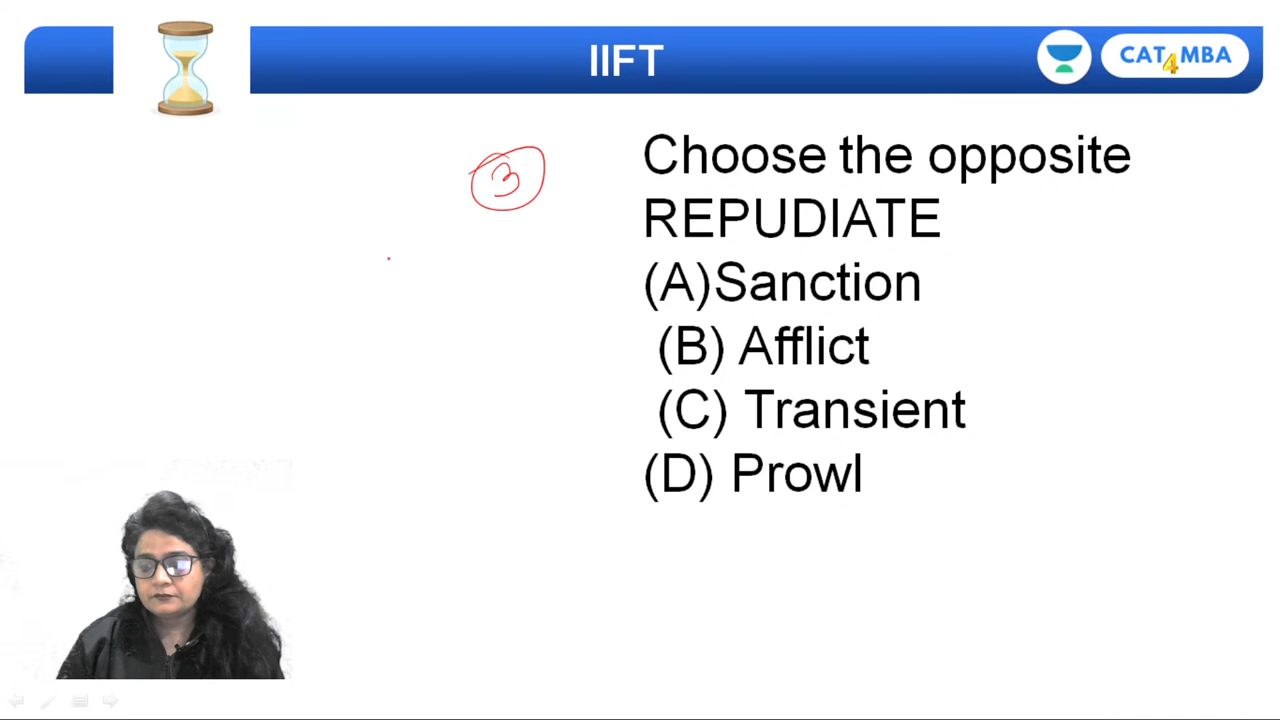 IIFT
CAT4MBA
3
Choose the opposite
REPUDIATE
(A)Sanction
(B) Afflict
(C) Transient
(D) Prowl